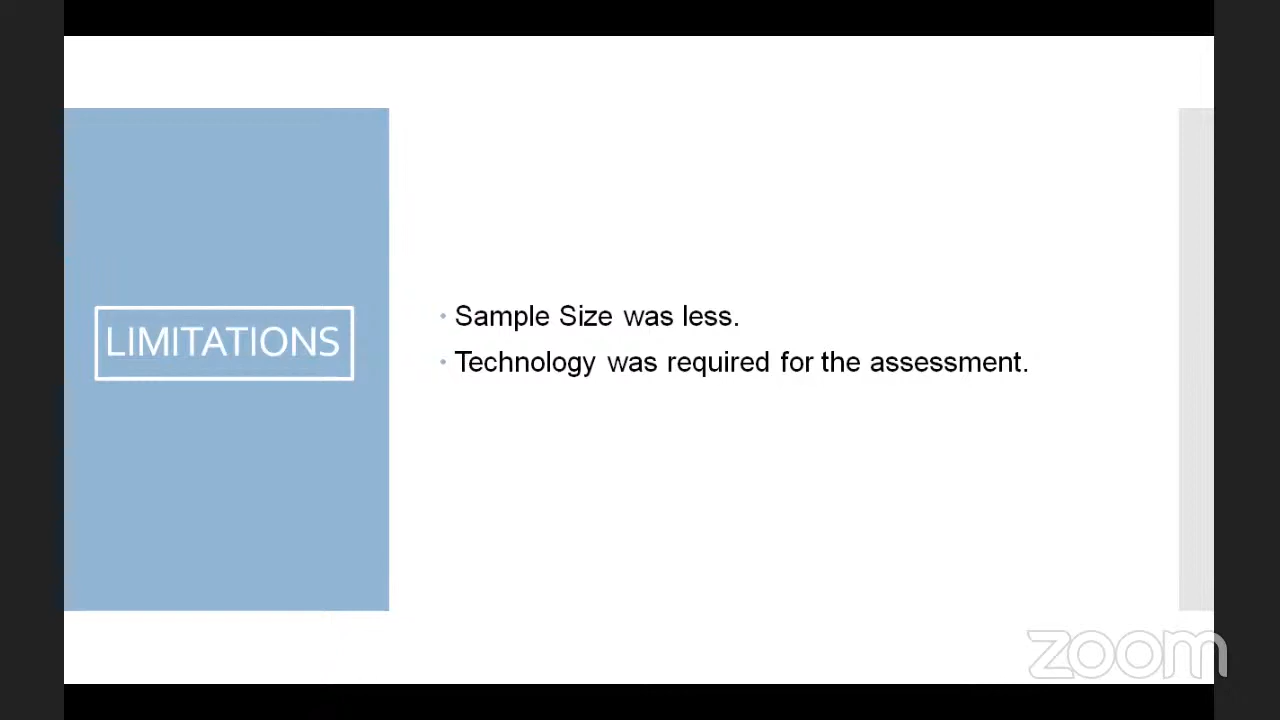 LIMITATIONS
Sample Size was less.
Technology was required for the assessment.
zoom